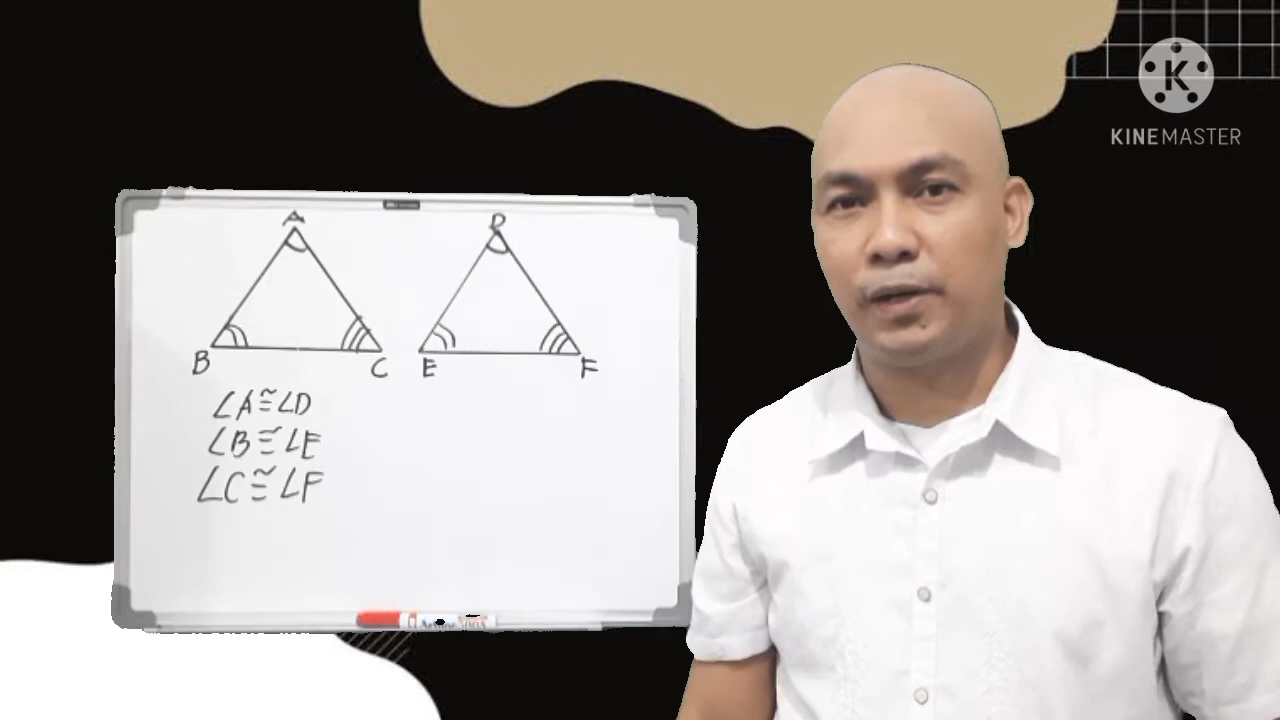 A
D
B
C
E
F
∠A ≅ ∠D
∠B ≅ ∠E
∠C ≅ ∠F
K
KINEMASTER